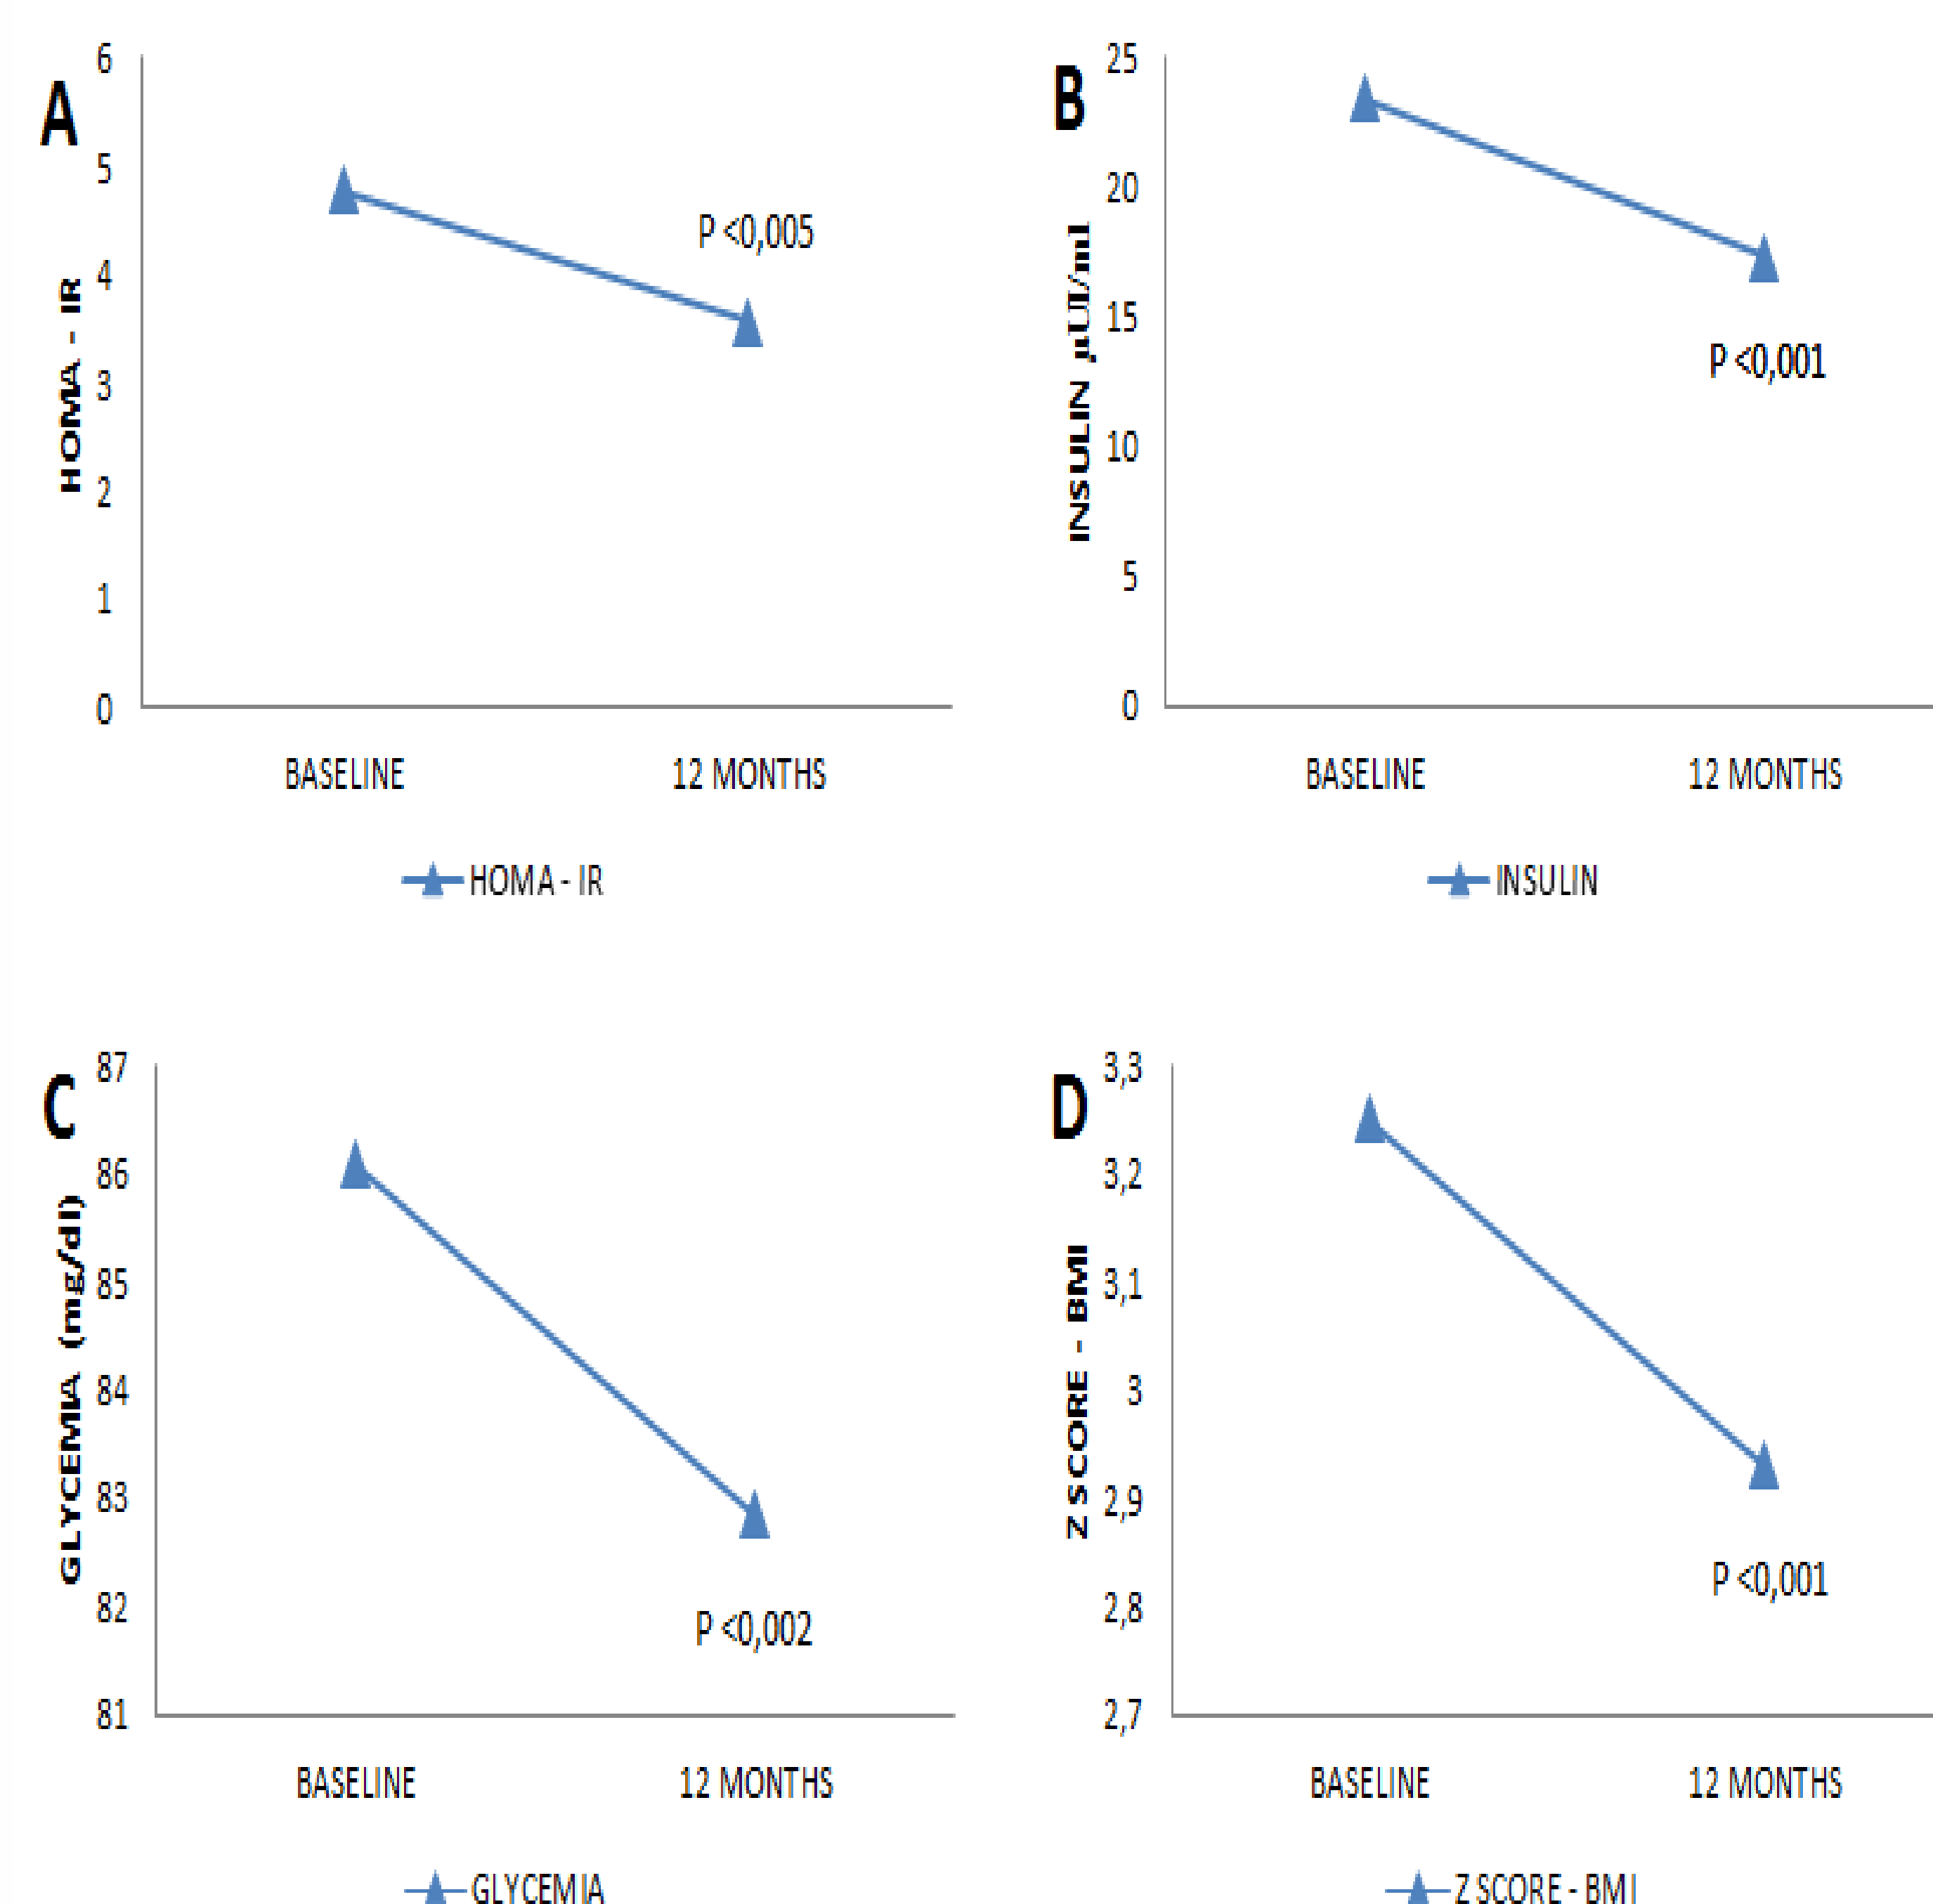 A
6
5
4
3
2
1
0
HOMA - IR
P <0,005
BASELINE 12 MONTHS
HOMA - IR
B
25
20
15
10
5
0
INSULIN µUI/ml
P <0,001
BASELINE 12 MONTHS
INSULIN
C
87
86
85
84
83
82
81
GLYCEMIA (mg/dl)
P <0,002
BASELINE 12 MONTHS
GLYCEMIA
D
3,3
3,2
3,1
3
2,9
2,8
2,7
Z SCORE - BMI
P <0,001
BASELINE 12 MONTHS
Z SCORE - BMI